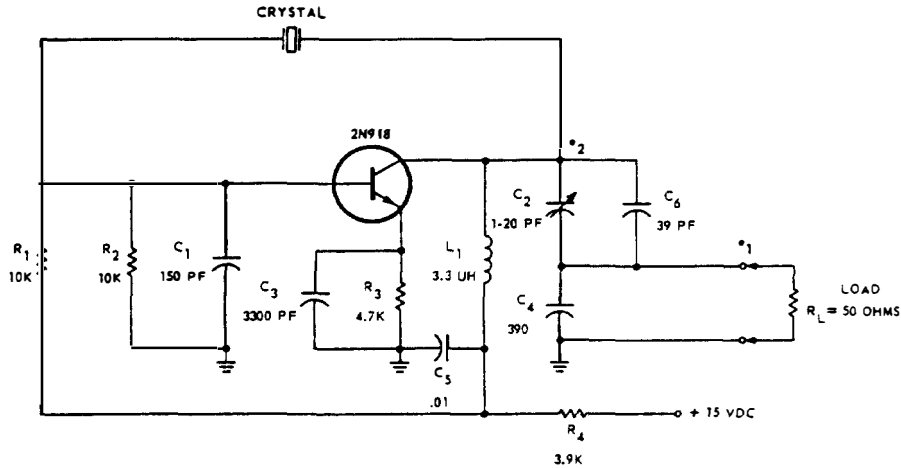 CRYSTAL
2N918
e2
C2
1-20 PF
C6
39 PF
R1
10K
R2
10K
C1
150 PF
C3
3300 PF
R3
4.7K
L1
3.3 UH
e1
C4
390
LOAD
RL = 50 OHMS
C5
.01
+ 15 VDC
R4
3.9K